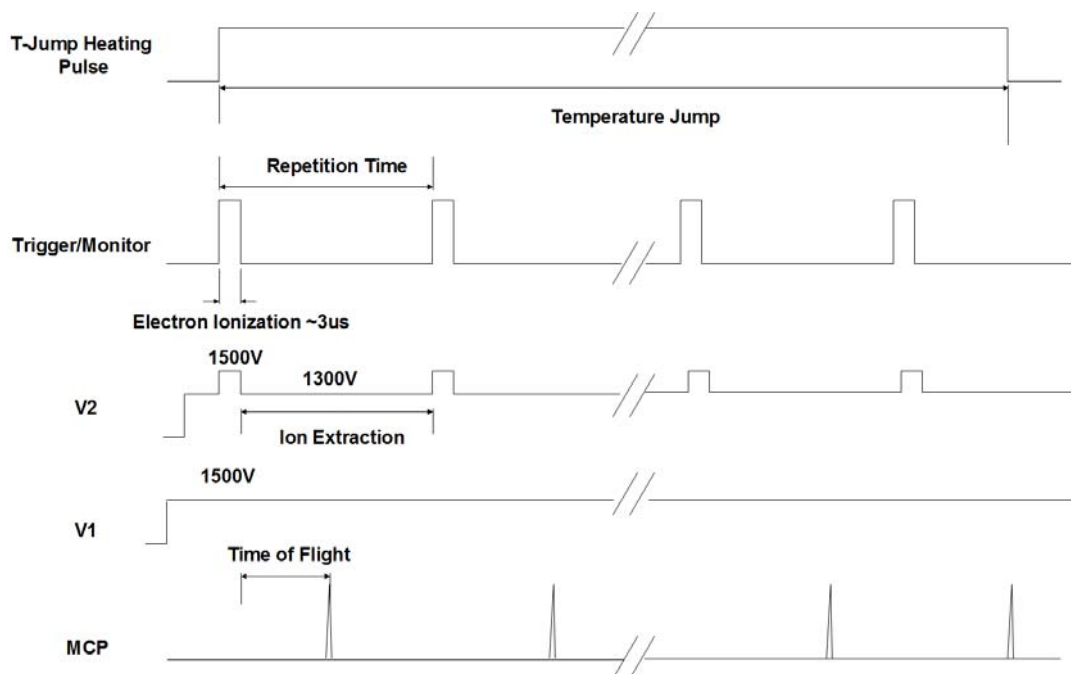 T-Jump Heating
Pulse
Temperature Jump
Repetition Time
Trigger/Monitor
Electron Ionization ~3us
1500V
1300V
V2
Ion Extraction
1500V
V1
Time of Flight
MCP